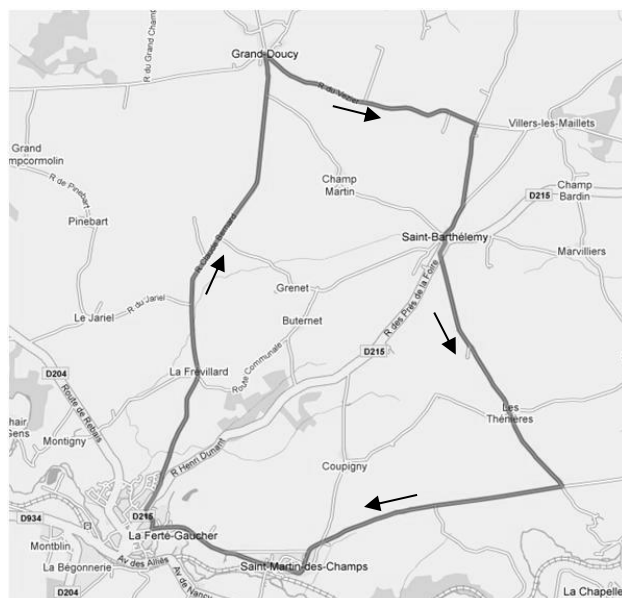 Grand-Doucy
R du Grand Champ
R du Vezier
Villers-les-Maillets
Grand
mpcormolin
R de Pinebart
Champ
Martin
Champ
Bardin
D215
Pinebart
R Claude Bernard
Saint-Barthélemy
Marvilliers
Grenet
R du Jariel
Le Jariel
Buternet
R des Prés de la Foire
D215
D204
La Frévillard
Route Communale
Route de Rebais
hair
Gens
Montigny
Les
Thénières
R Henri Dunant
Coupigny
D215
D934
La Ferté-Gaucher
Montblin
Av des Alliés
La Bégonnerie
Saint-Martin-des-Champs
Av de Nancy
D204
La Chapelle